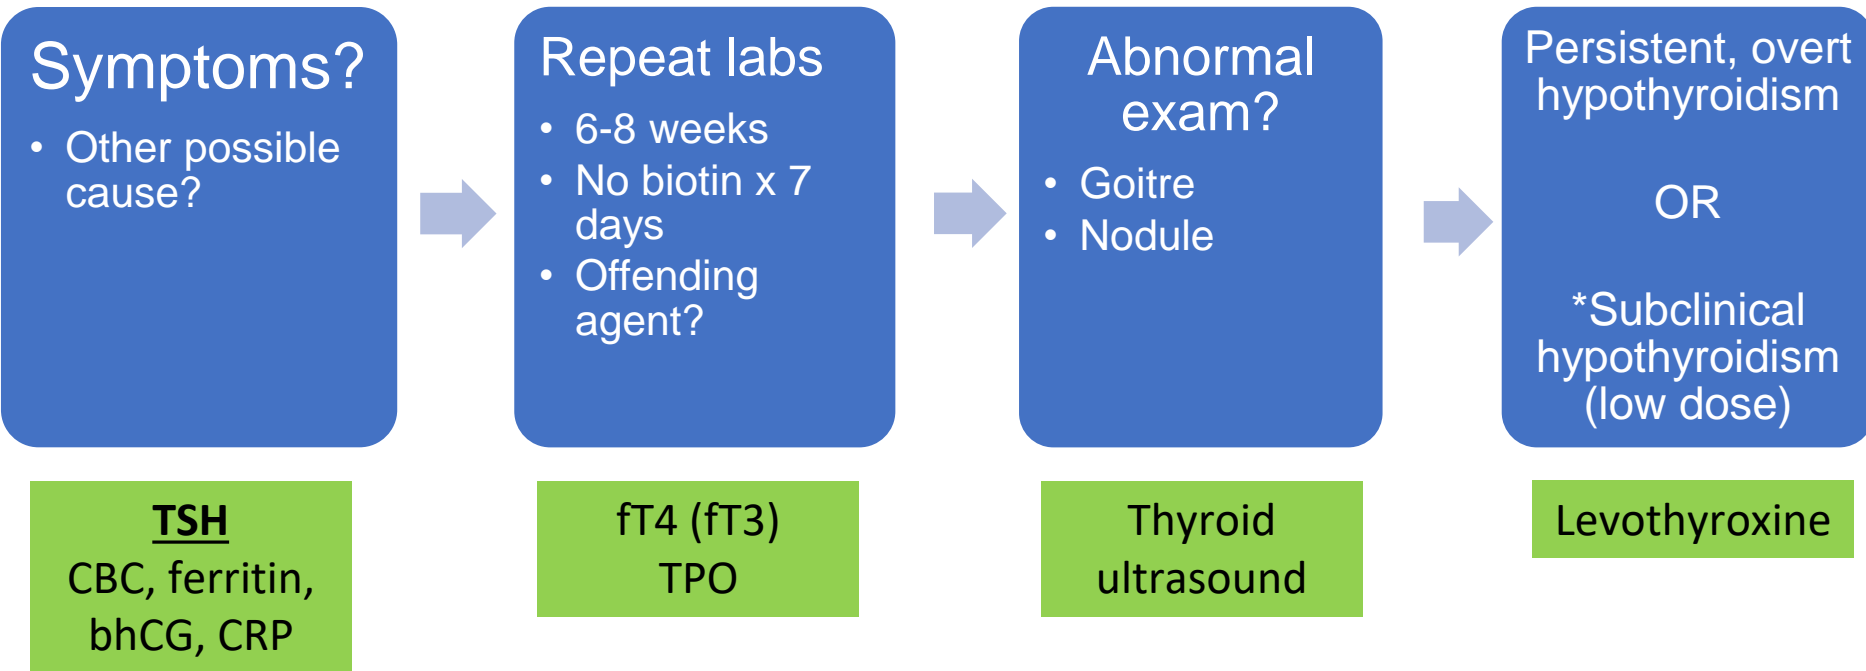 Symptoms?
• Other possible
cause?
TSH
CBC, ferritin,
bhCG, CRP
Repeat labs
• 6-8 weeks
• No biotin x 7
days
• Offending
agent?
fT4 (fT3)
TPO
Abnormal
exam?
• Goitre
• Nodule
Thyroid
ultrasound
Persistent, overt
hypothyroidism
OR
*Subclinical
hypothyroidism
(low dose)
Levothyroxine